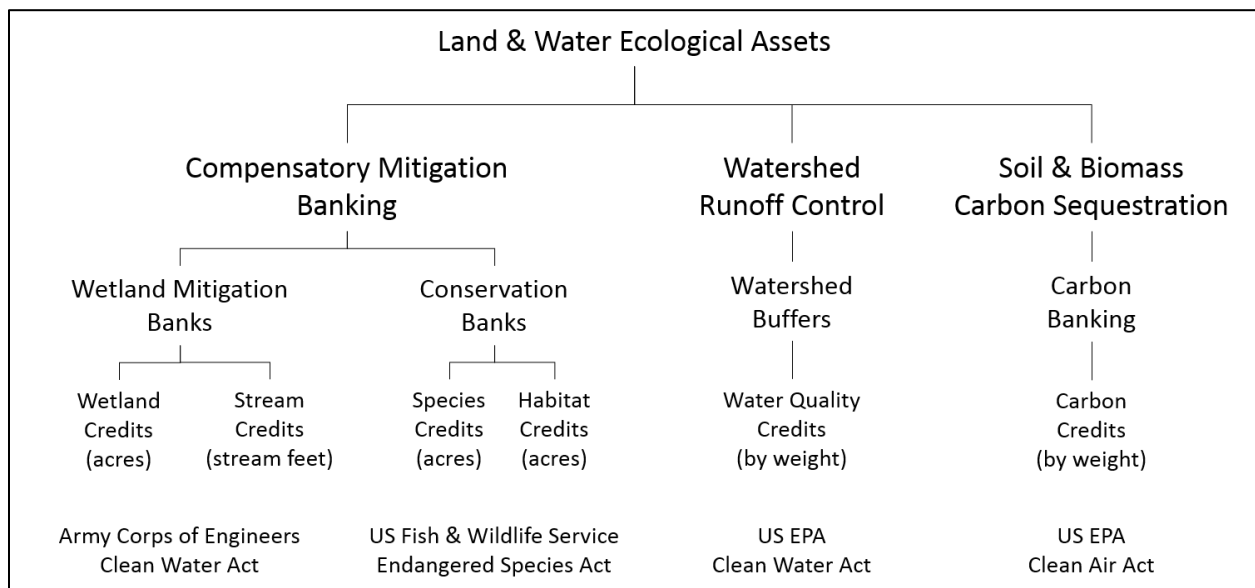 Land & Water Ecological Assets
Compensatory Mitigation
Banking
Watershed
Runoff Control
Soil & Biomass
Carbon Sequestration
Wetland Mitigation
Banks
Conservation
Banks
Watershed
Buffers
Carbon
Banking
Wetland
Credits
(acres)
Stream
Credits
(stream feet)
Species
Credits
(acres)
Habitat
Credits
(acres)
Water Quality
Credits
(by weight)
Carbon
Credits
(by weight)
Army Corps of Engineers
Clean Water Act
US Fish & Wildlife Service
Endangered Species Act
US EPA
Clean Water Act
US EPA
Clean Air Act